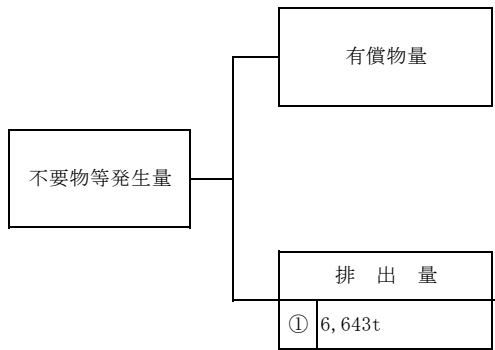 有償物量
不要物等発生量
排 出 量
① 6,643t